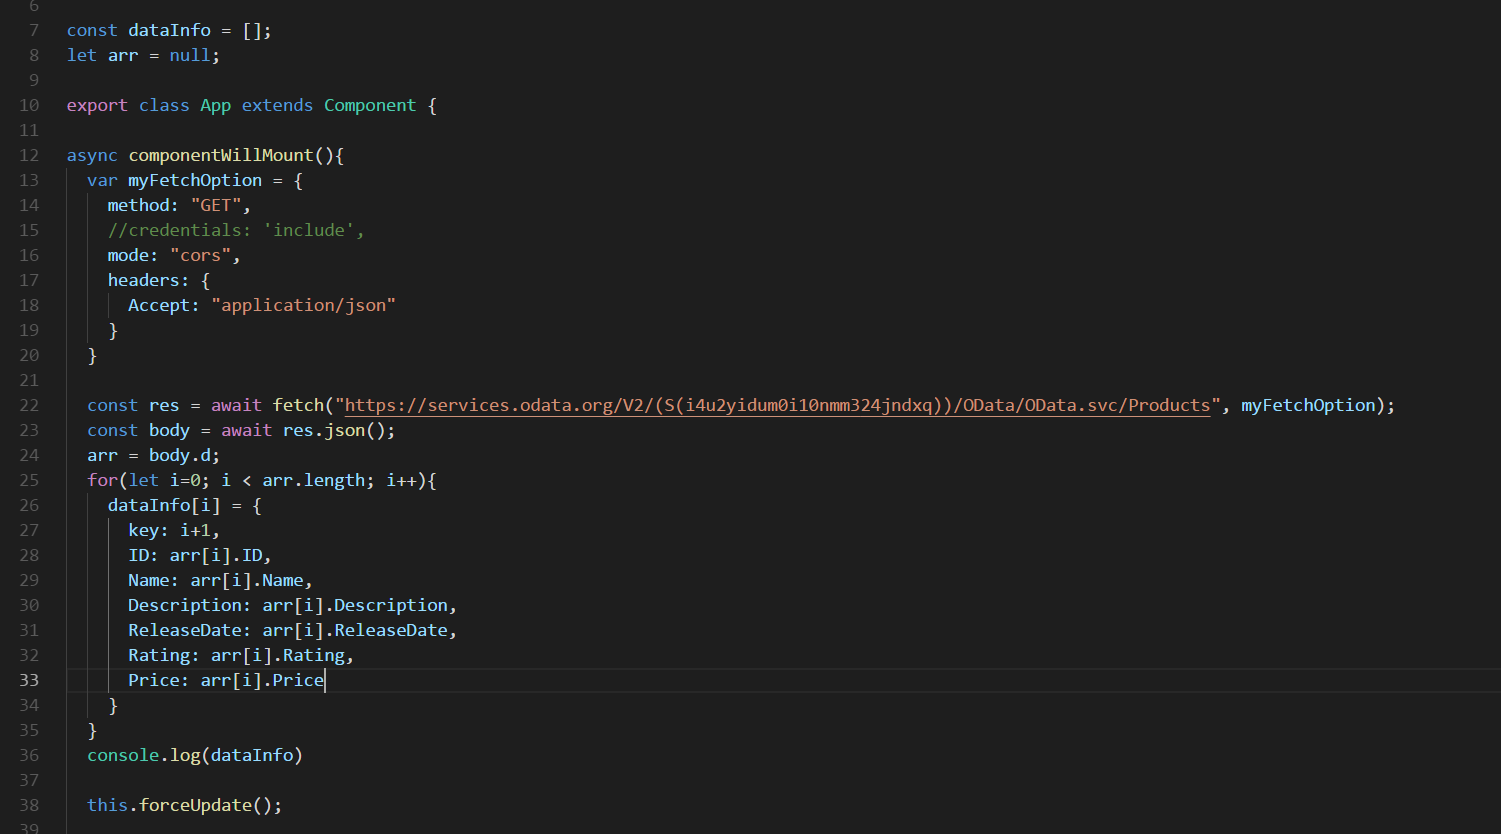 6
7 const dataInfo = [];
8 let arr = null;
9
10 export class App extends Component {
11
12 async componentWillMount(){
13 var myFetchOption = {
14 method: "GET",
15 //credentials: 'include',
16 mode: "cors",
17 headers: {
18 Accept: "application/json"
19 }
20 }
21
22 const res = await fetch("https://services.odata.org/V2/(S(i4u2yidum0i10nmm324jndxq))/OData/OData.svc/Products", myFetchOption);
23 const body = await res.json();
24 arr = body.d;
25 for(let i=0; i < arr.length; i++){
26 dataInfo[i] = {
27 key: i+1,
28 ID: arr[i].ID,
29 Name: arr[i].Name,
30 Description: arr[i].Description,
31 ReleaseDate: arr[i].ReleaseDate,
32 Rating: arr[i].Rating,
33 Price: arr[i].Price
34 }
35 }
36 console.log(dataInfo)
37
38 this.forceUpdate();
39